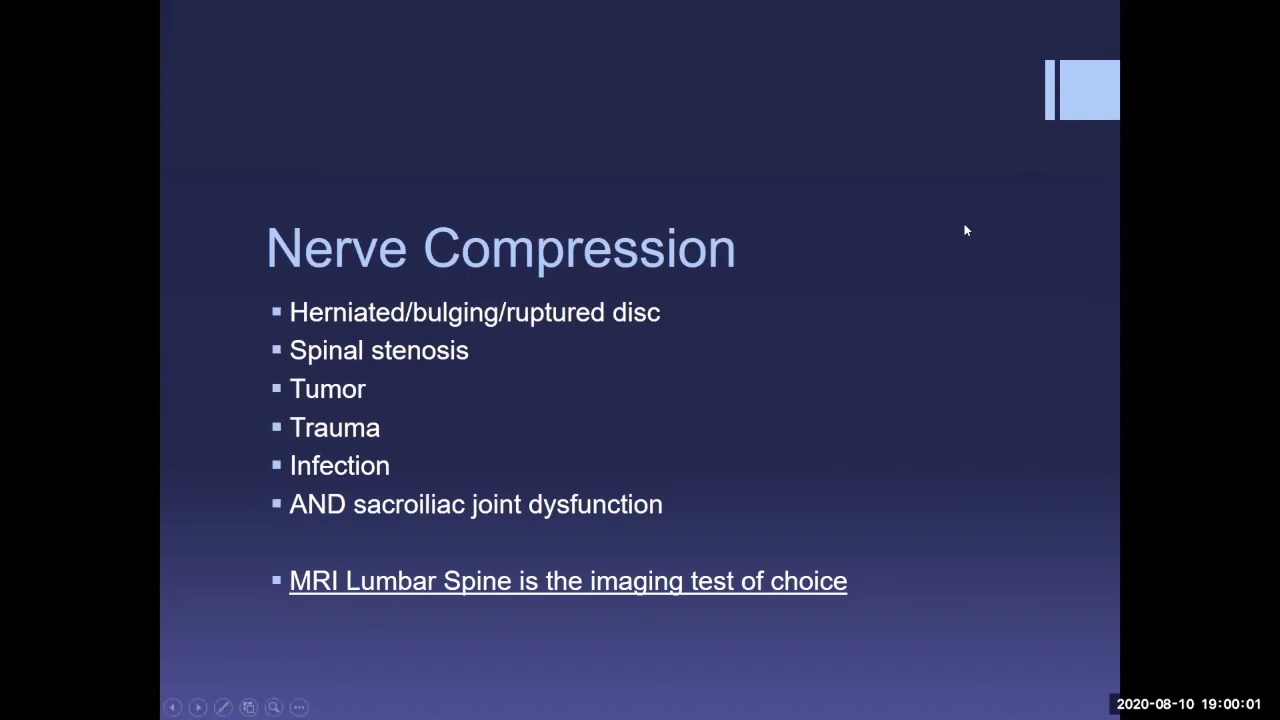 Nerve Compression
Herniated/bulging/ruptured disc
Spinal stenosis
Tumor
Trauma
Infection
AND sacroiliac joint dysfunction
MRI Lumbar Spine is the imaging test of choice
2020-08-10 19:00:01